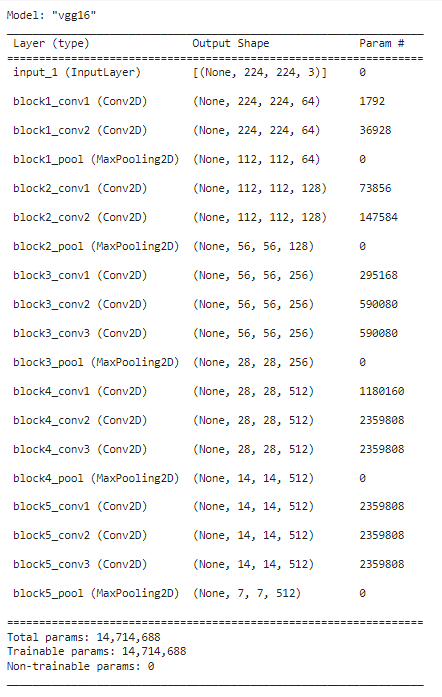 Model: "vgg16"
Layer (type) Output Shape Param #
input_1 (InputLayer) [(None, 224, 224, 3)] 0
block1_conv1 (Conv2D) (None, 224, 224, 64) 1792
block1_conv2 (Conv2D) (None, 224, 224, 64) 36928
block1_pool (MaxPooling2D) (None, 112, 112, 64) 0
block2_conv1 (Conv2D) (None, 112, 112, 128) 73856
block2_conv2 (Conv2D) (None, 112, 112, 128) 147584
block2_pool (MaxPooling2D) (None, 56, 56, 128) 0
block3_conv1 (Conv2D) (None, 56, 56, 256) 295168
block3_conv2 (Conv2D) (None, 56, 56, 256) 590080
block3_conv3 (Conv2D) (None, 56, 56, 256) 590080
block3_pool (MaxPooling2D) (None, 28, 28, 256) 0
block4_conv1 (Conv2D) (None, 28, 28, 512) 1180160
block4_conv2 (Conv2D) (None, 28, 28, 512) 2359808
block4_conv3 (Conv2D) (None, 28, 28, 512) 2359808
block4_pool (MaxPooling2D) (None, 14, 14, 512) 0
block5_conv1 (Conv2D) (None, 14, 14, 512) 2359808
block5_conv2 (Conv2D) (None, 14, 14, 512) 2359808
block5_conv3 (Conv2D) (None, 14, 14, 512) 2359808
block5_pool (MaxPooling2D) (None, 7, 7, 512) 0
Total params: 14,714,688
Trainable params: 14,714,688
Non-trainable params: 0